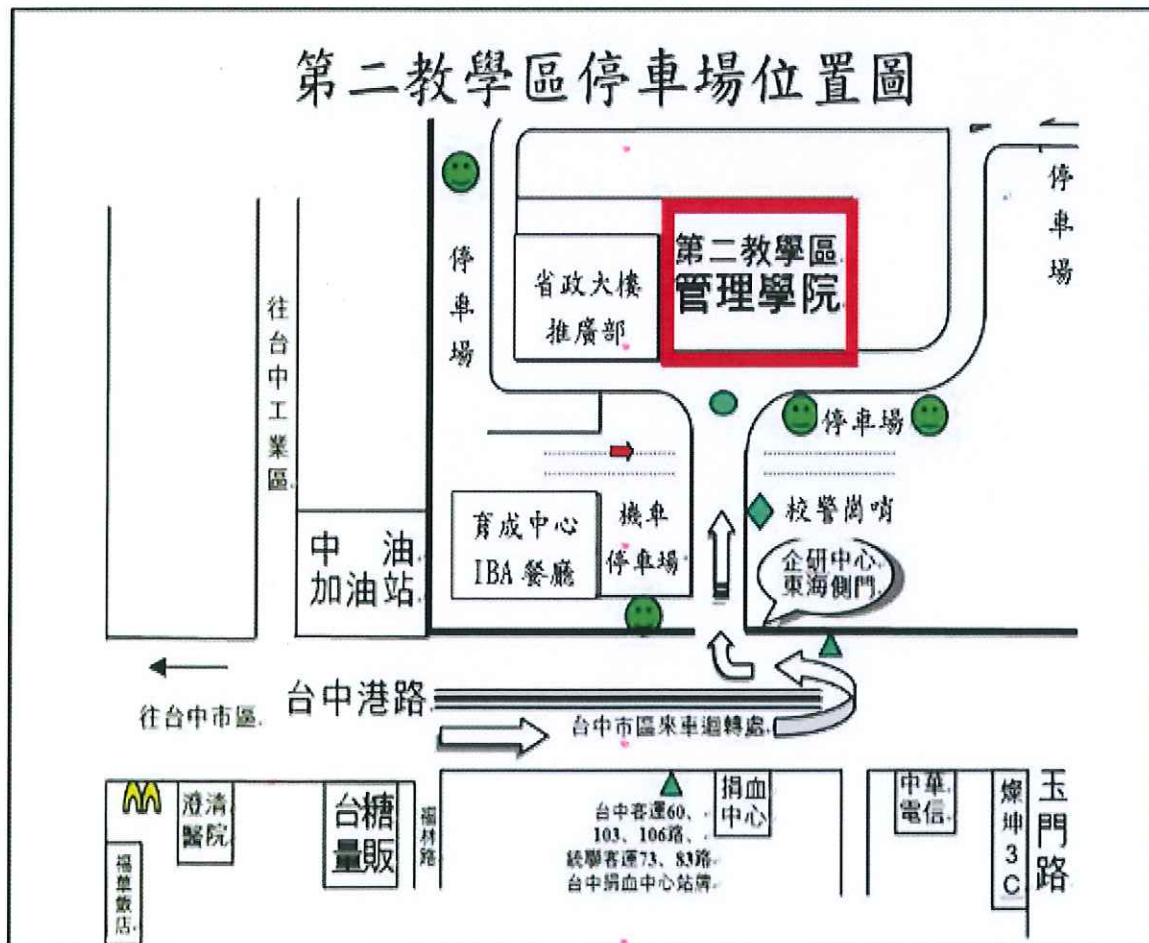 第二教學區停車場位置圖
停車場
停車場
第二教學區
管理學院
省政大樓
推廣部
往台中工業區
停車場
校警崗哨
機車
停車場
育成中心
IBA 餐廳
企研中心
東海側門
中 油
加油站
台中港路
往台中市區
台中市區來車迴轉處
澄清
醫院
台糖
量販
福林路
福華飯店
台中客運60、
103、106路、
統聯客運73、83路
台中捐血中心站牌
捐血
中心
中華
電信
燦坤3C
玉門路